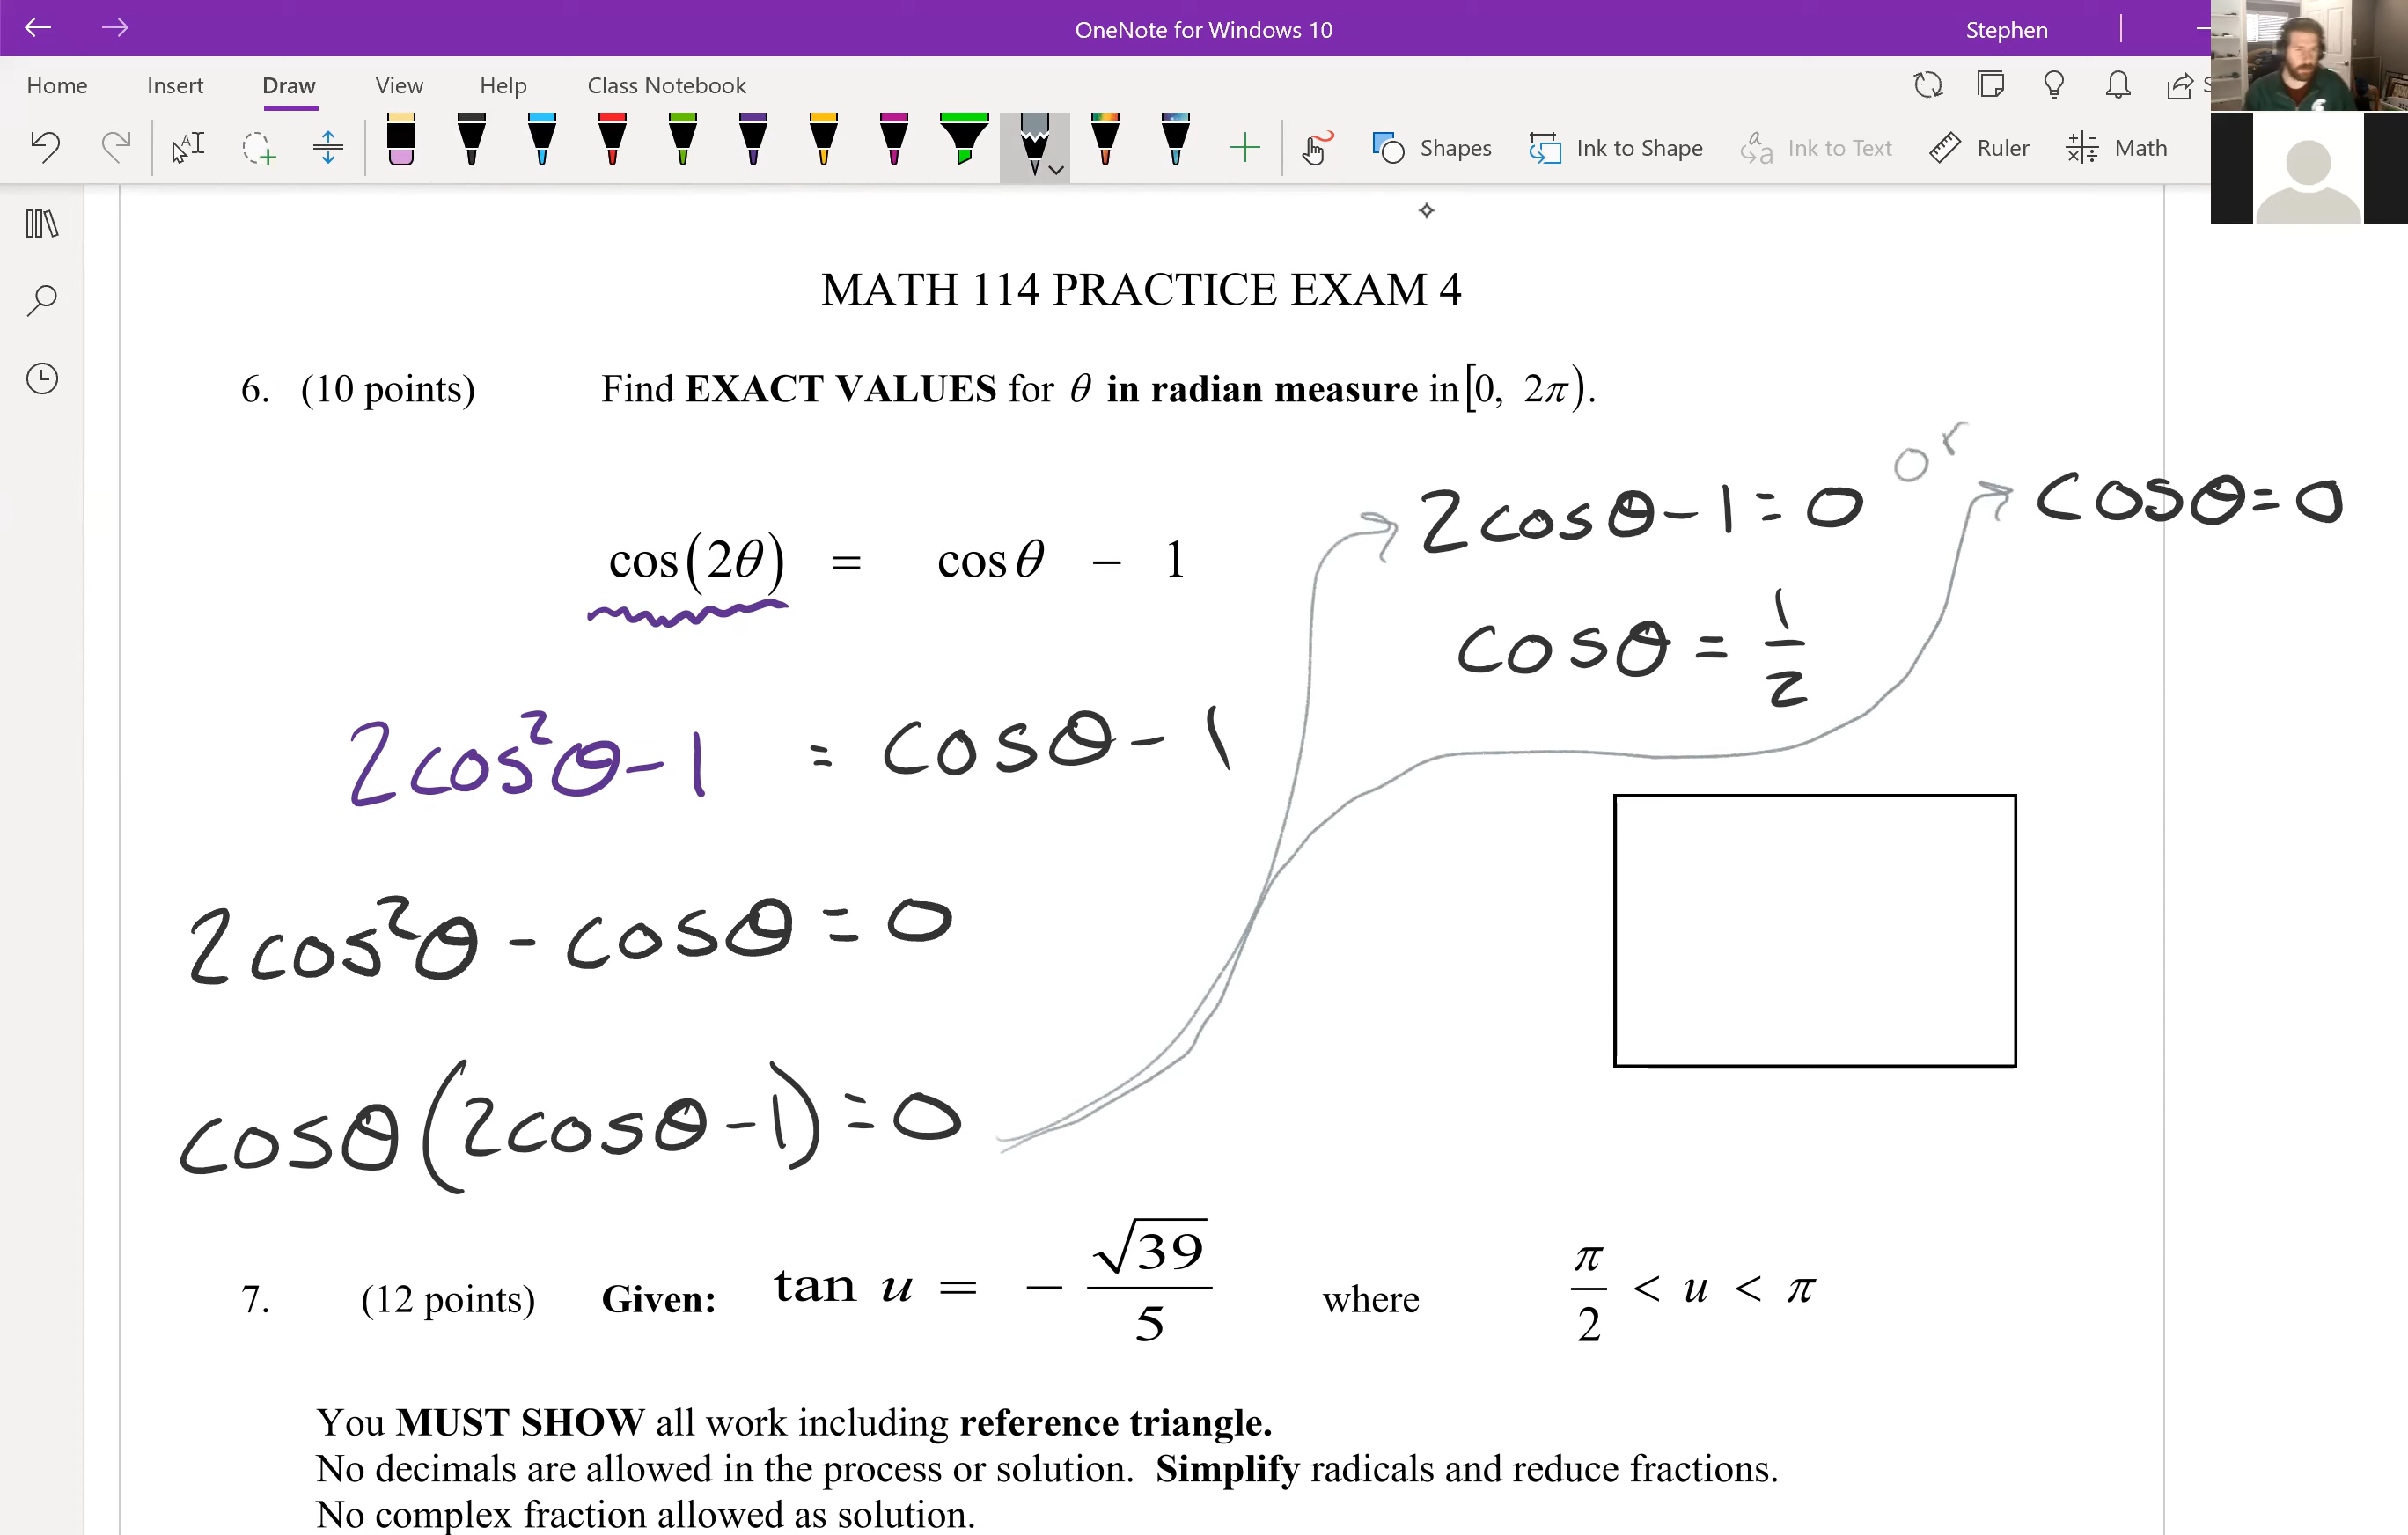 OneNote for Windows 10
Stephen
Home Insert Draw View Help Class Notebook
Shapes Ink to Shape Ink to Text Ruler Math
MATH 114 PRACTICE EXAM 4
6. (10 points) Find EXACT VALUES for θ in radian measure in [0, 2π).
cos(2θ) = cosθ − 1
2cos²θ-1 = cosθ-1
2cos²θ - cosθ = 0
cosθ(2cosθ-1)=0
2cosθ-1=0 or cosθ=0
cosθ = 1/2
7. (12 points) Given: tan u = − √39/5 where π/2 < u < π
You MUST SHOW all work including reference triangle.
No decimals are allowed in the process or solution. Simplify radicals and reduce fractions.
No complex fraction allowed as solution.